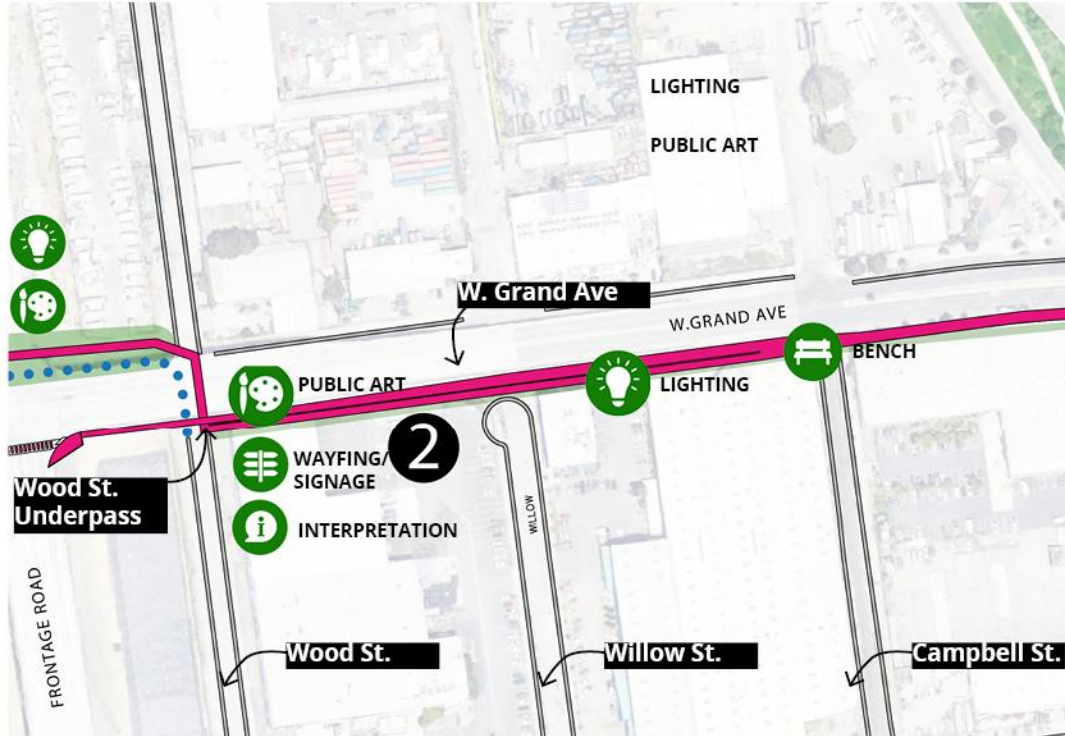 LIGHTING
PUBLIC ART
W. Grand Ave
W.GRAND AVE
BENCH
PUBLIC ART
LIGHTING
2
WAYFING/
SIGNAGE
Wood St.
Underpass
INTERPRETATION
WILLOW
FRONTAGE ROAD
Wood St.
Willow St.
Campbell St.